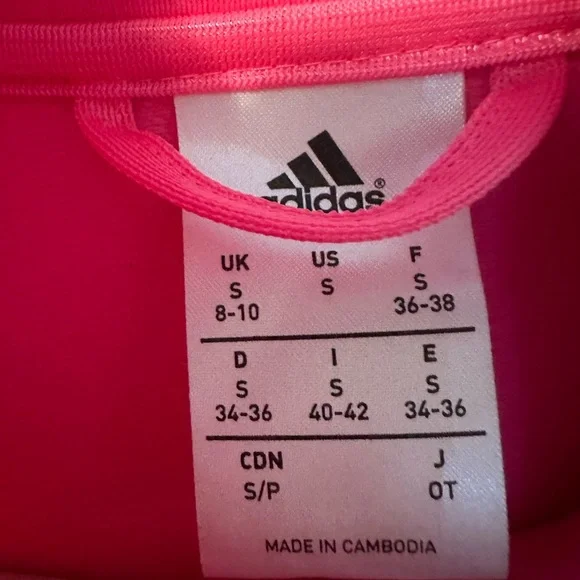 adidas®
UK US F
S S S
8-10 36-38
D I E
S S S
34-36 40-42 34-36
CDN J
S/P OT
MADE IN CAMBODIA